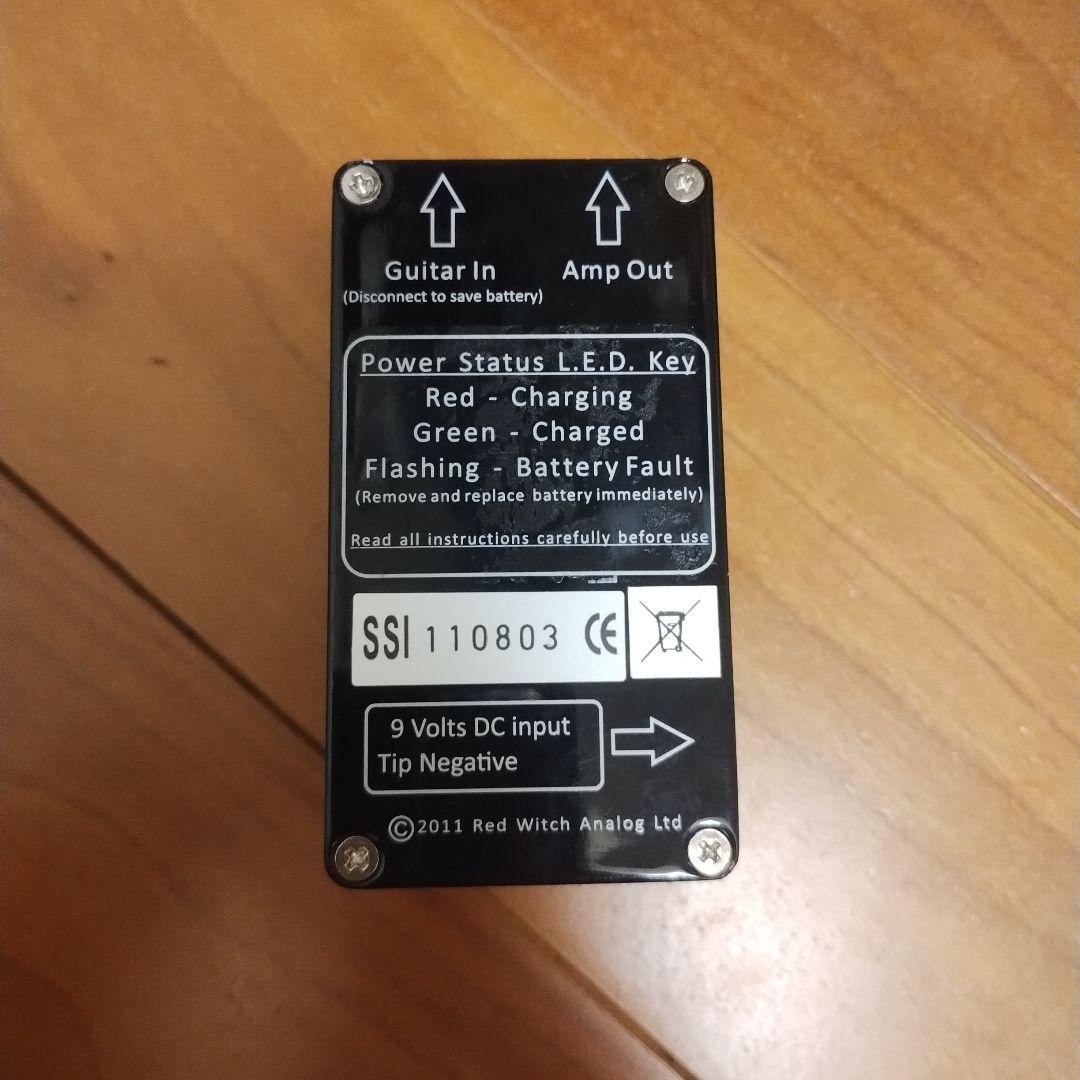 Guitar In
(Disconnect to save battery)
Amp Out
Power Status L.E.D. Key
Red - Charging
Green - Charged
Flashing - Battery Fault
(Remove and replace battery immediately)
Read all instructions carefully before use
SSI 110803 CE
9 Volts DC input
Tip Negative
©2011 Red Witch Analog Ltd